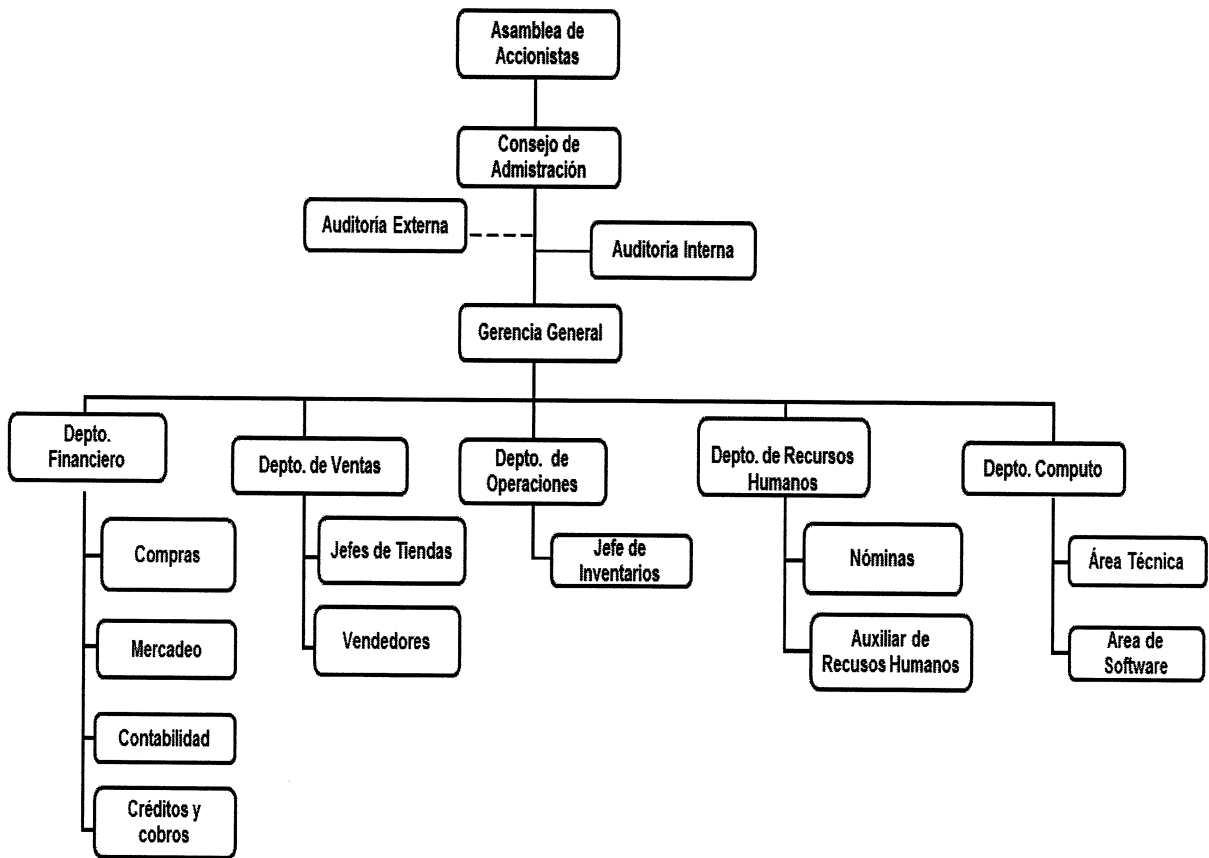 Asamblea de
Accionistas
Consejo de
Admistración
Auditoría Externa
Auditoría Interna
Gerencia General
Depto.
Financiero
Depto. de Ventas
Depto. de
Operaciones
Depto. de Recursos
Humanos
Depto. Computo
Compras
Mercadeo
Contabilidad
Créditos y
cobros
Jefes de Tiendas
Vendedores
Jefe de
Inventarios
Nóminas
Auxiliar de
Recusos Humanos
Área Técnica
Area de
Software